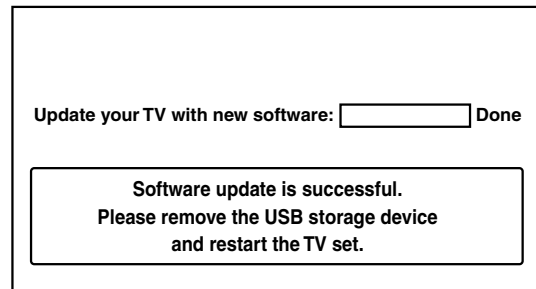 Update your TV with new software: Done
Software update is successful.
Please remove the USB storage device
and restart the TV set.